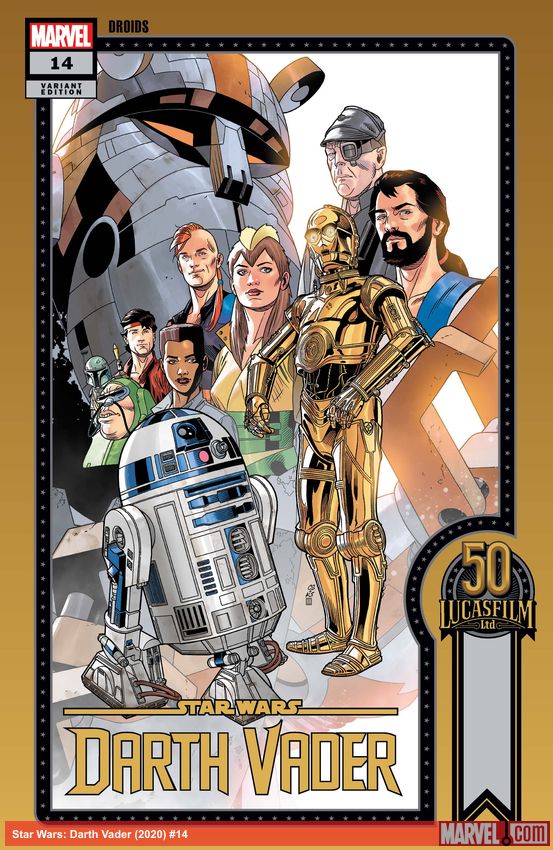 MARVEL
DROIDS
14
VARIANT
EDITION
50
LUCASFILM
Ltd
STAR WARS
DARTH VADER
Star Wars: Darth Vader (2020) #14
MARVEL.com